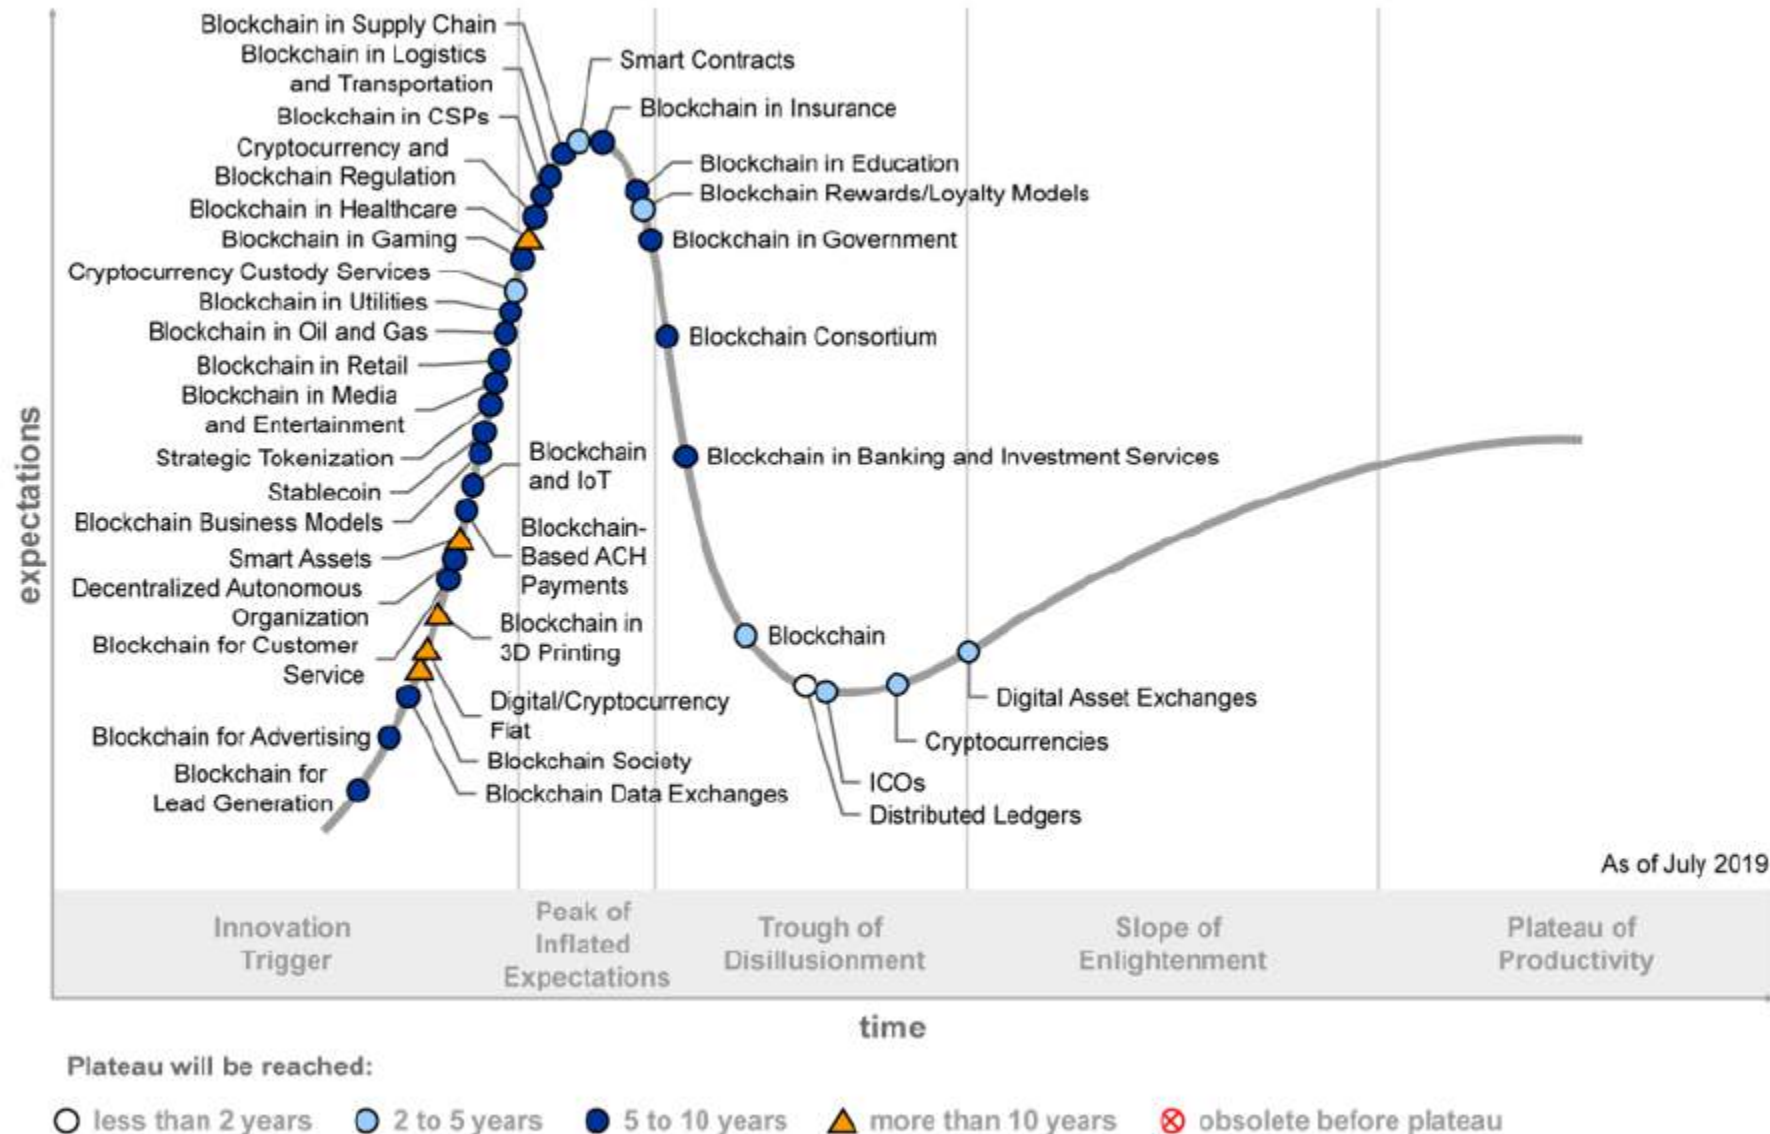 Blockchain in Supply Chain
Blockchain in Logistics
and Transportation
Blockchain in CSPs
Cryptocurrency and
Blockchain Regulation
Blockchain in Healthcare
Blockchain in Gaming
Cryptocurrency Custody Services
Blockchain in Utilities
Blockchain in Oil and Gas
Blockchain in Retail
Blockchain in Media
and Entertainment
Strategic Tokenization
Stablecoin
Blockchain Business Models
Smart Assets
Decentralized Autonomous
Organization
Blockchain for Customer
Service
Blockchain for Advertising
Blockchain for
Lead Generation
Smart Contracts
Blockchain in Insurance
Blockchain in Education
Blockchain Rewards/Loyalty Models
Blockchain in Government
Blockchain Consortium
Blockchain in Banking and Investment Services
Blockchain
and IoT
Blockchain-
Based ACH
Payments
Blockchain in
3D Printing
Digital/Cryptocurrency
Fiat
Blockchain Society
Blockchain Data Exchanges
Blockchain
Digital Asset Exchanges
Cryptocurrencies
ICOs
Distributed Ledgers
As of July 2019
expectations
Innovation
Trigger
Peak of
Inflated
Expectations
Trough of
Disillusionment
Slope of
Enlightenment
Plateau of
Productivity
time
Plateau will be reached:
less than 2 years
2 to 5 years
5 to 10 years
more than 10 years
obsolete before plateau